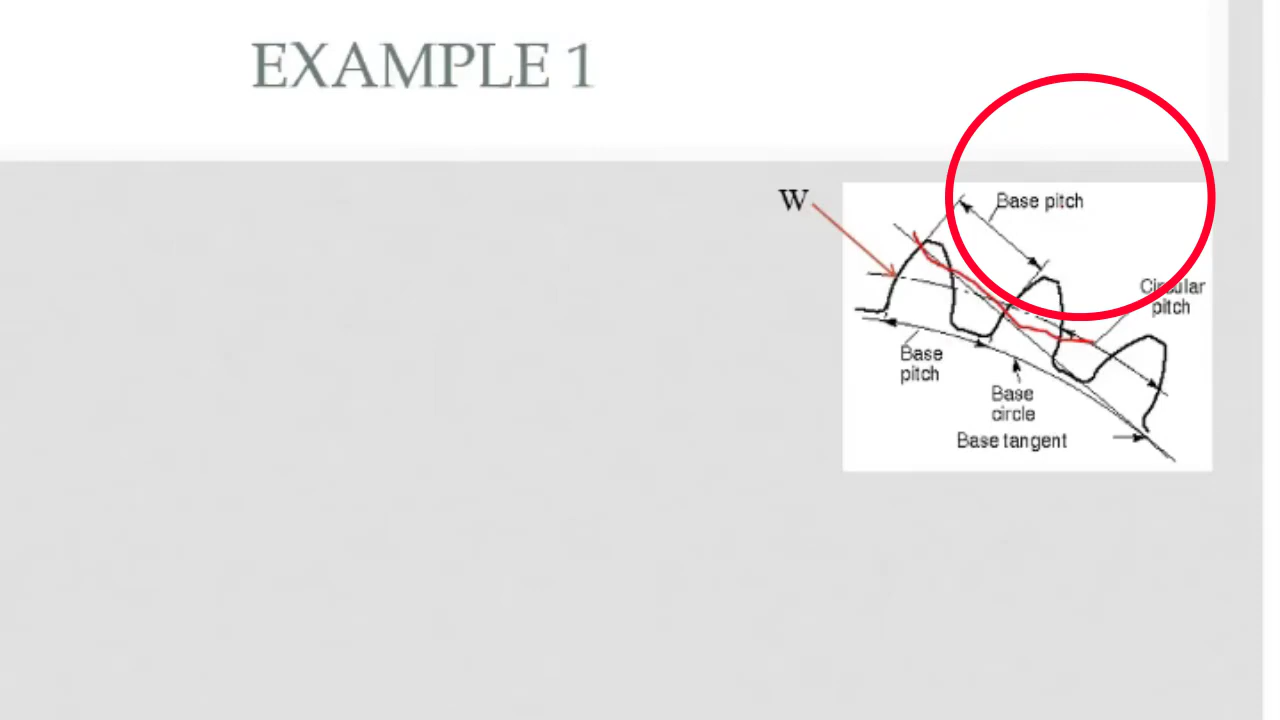 EXAMPLE 1
W
Base pitch
Circular
pitch
Base
pitch
Base
circle
Base tangent